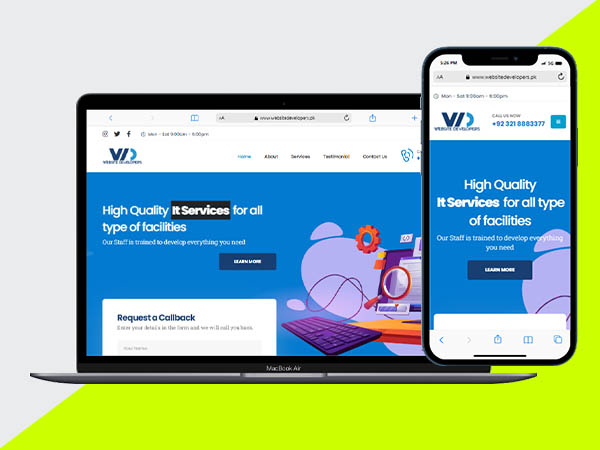 www.websitedevelopers.pk
Mon - Sat 9:00am - 6:00pm
WEBSITE DEVELOPERS
Home About Services Testimonial Contact Us
High Quality It Services for all
type of facilities
Our Staff is trained to develop everything you need
LEARN MORE
Request a Callback
Enter your details in the form and we will call you back.
Your Name
MacBook Air
5:26 PM 5G
AA www.websitedevelopers.pk
Mon - Sat 9:00am - 6:00pm
WEBSITE DEVELOPERS
CALL US NOW
+92 321 8883377
High Quality
It Services for all type
of facilities
Our Staff is trained to develop everything
you need
LEARN MORE